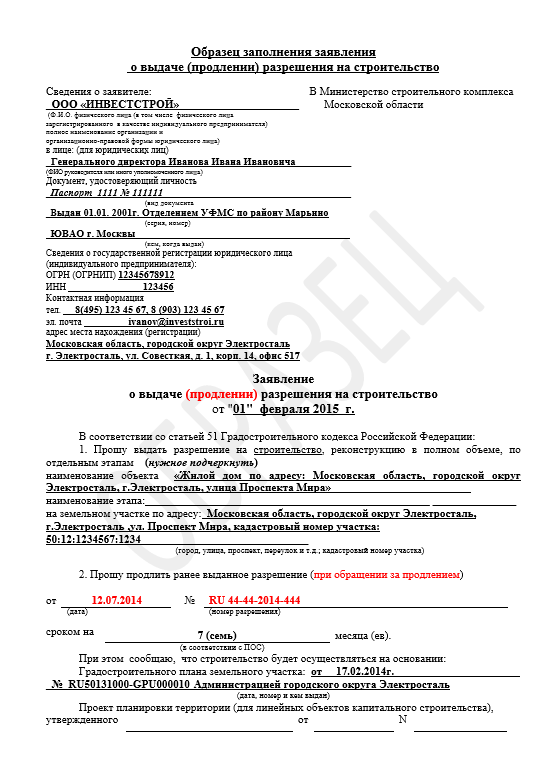 Образец заполнения заявления
о выдаче (продлении) разрешения на строительство
Сведения о заявителе:
В Министерство строительного комплекса
ООО «ИНВЕСТСТРОЙ»
Московской области
(Ф.И.О. физического лица (в том числе физического лица
зарегистрированного в качестве индивидуального предпринимателя)
полное наименование организации и
организационно-правовой формы юридического лица)
в лице: (для юридических лиц)
Генерального директора Иванова Ивана Ивановича
(ФИО руководителя или иного уполномоченного лица)
Документ, удостоверяющий личность
Паспорт 1111 № 111111
(вид документа
Выдан 01.01. 2001г. Отделением УФМС по району Марьино
(серия, номер)
ЮВАО г. Москвы
(кем, когда выдан)
Сведения о государственной регистрации юридического лица
(индивидуального предпринимателя):
ОГРН (ОГРНИП) 12345678912
ИНН 123456
Контактная информация
тел. 8(495) 123 45 67, 8 (903) 123 45 67
эл. почта ivanov@investstroi.ru
адрес места нахождения (регистрации)
Московская область, городской округ Электросталь
г. Электросталь, ул. Советская, д. 1, корп. 14, офис 517
ОБРАЗЕЦ
Заявление
о выдаче (продлении) разрешения на строительство
от "01" февраля 2015 г.
В соответствии со статьей 51 Градостроительного кодекса Российской Федерации:
1. Прошу выдать разрешение на строительство, реконструкцию в полном объеме, по
отдельным этапам (нужное подчеркнуть)
наименование объекта «Жилой дом по адресу: Московская область, городской округ
Электросталь, г.Электросталь, улица Проспекта Мира»
наименование этапа:
на земельном участке по адресу: Московская область, городской округ Электросталь,
г.Электросталь ,ул. Проспект Мира, кадастровый номер участка:
50:12:1234567:1234
(город, улица, проспект, переулок и т.д.; кадастровый номер участка)
2. Прошу продлить ранее выданное разрешение (при обращении за продлением)
от 12.07.2014 № RU 44-44-2014-444
(дата) (номер разрешения)
сроком на 7 (семь) месяца (ев).
(в соответствии с ПОС)
При этом сообщаю, что строительство будет осуществляться на основании:
Градостроительного плана земельного участка: от 17.02.2014г.
№ RU50131000-GPU000010 Администрацией городского округа Электросталь
(дата, номер и кем выдан)
Проект планировки территории (для линейных объектов капитального строительства),
утвержденного от N